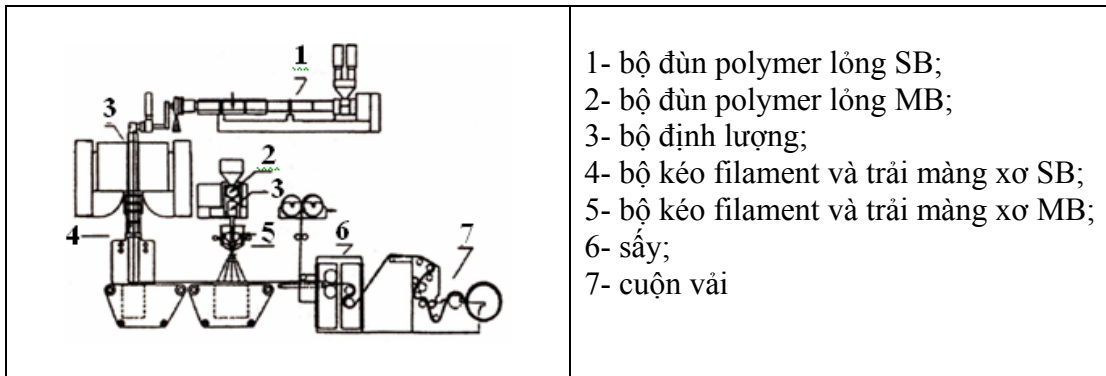 1
3
2
3
4
5
6
7
1- bộ đùn polymer lỏng SB;
2- bộ đùn polymer lỏng MB;
3- bộ định lượng;
4- bộ kéo filament và trải màng xơ SB;
5- bộ kéo filament và trải màng xơ MB;
6- sấy;
7- cuộn vải